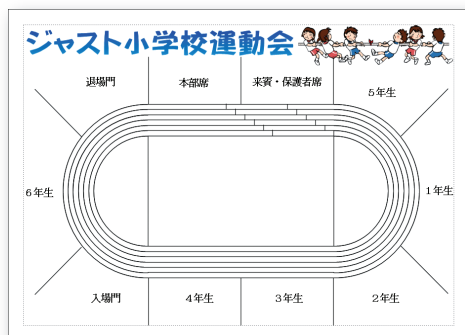 ジャスト小学校運動会
退場門
本部席
来賓・保護者席
５年生
６年生
１年生
入場門
４年生
３年生
２年生